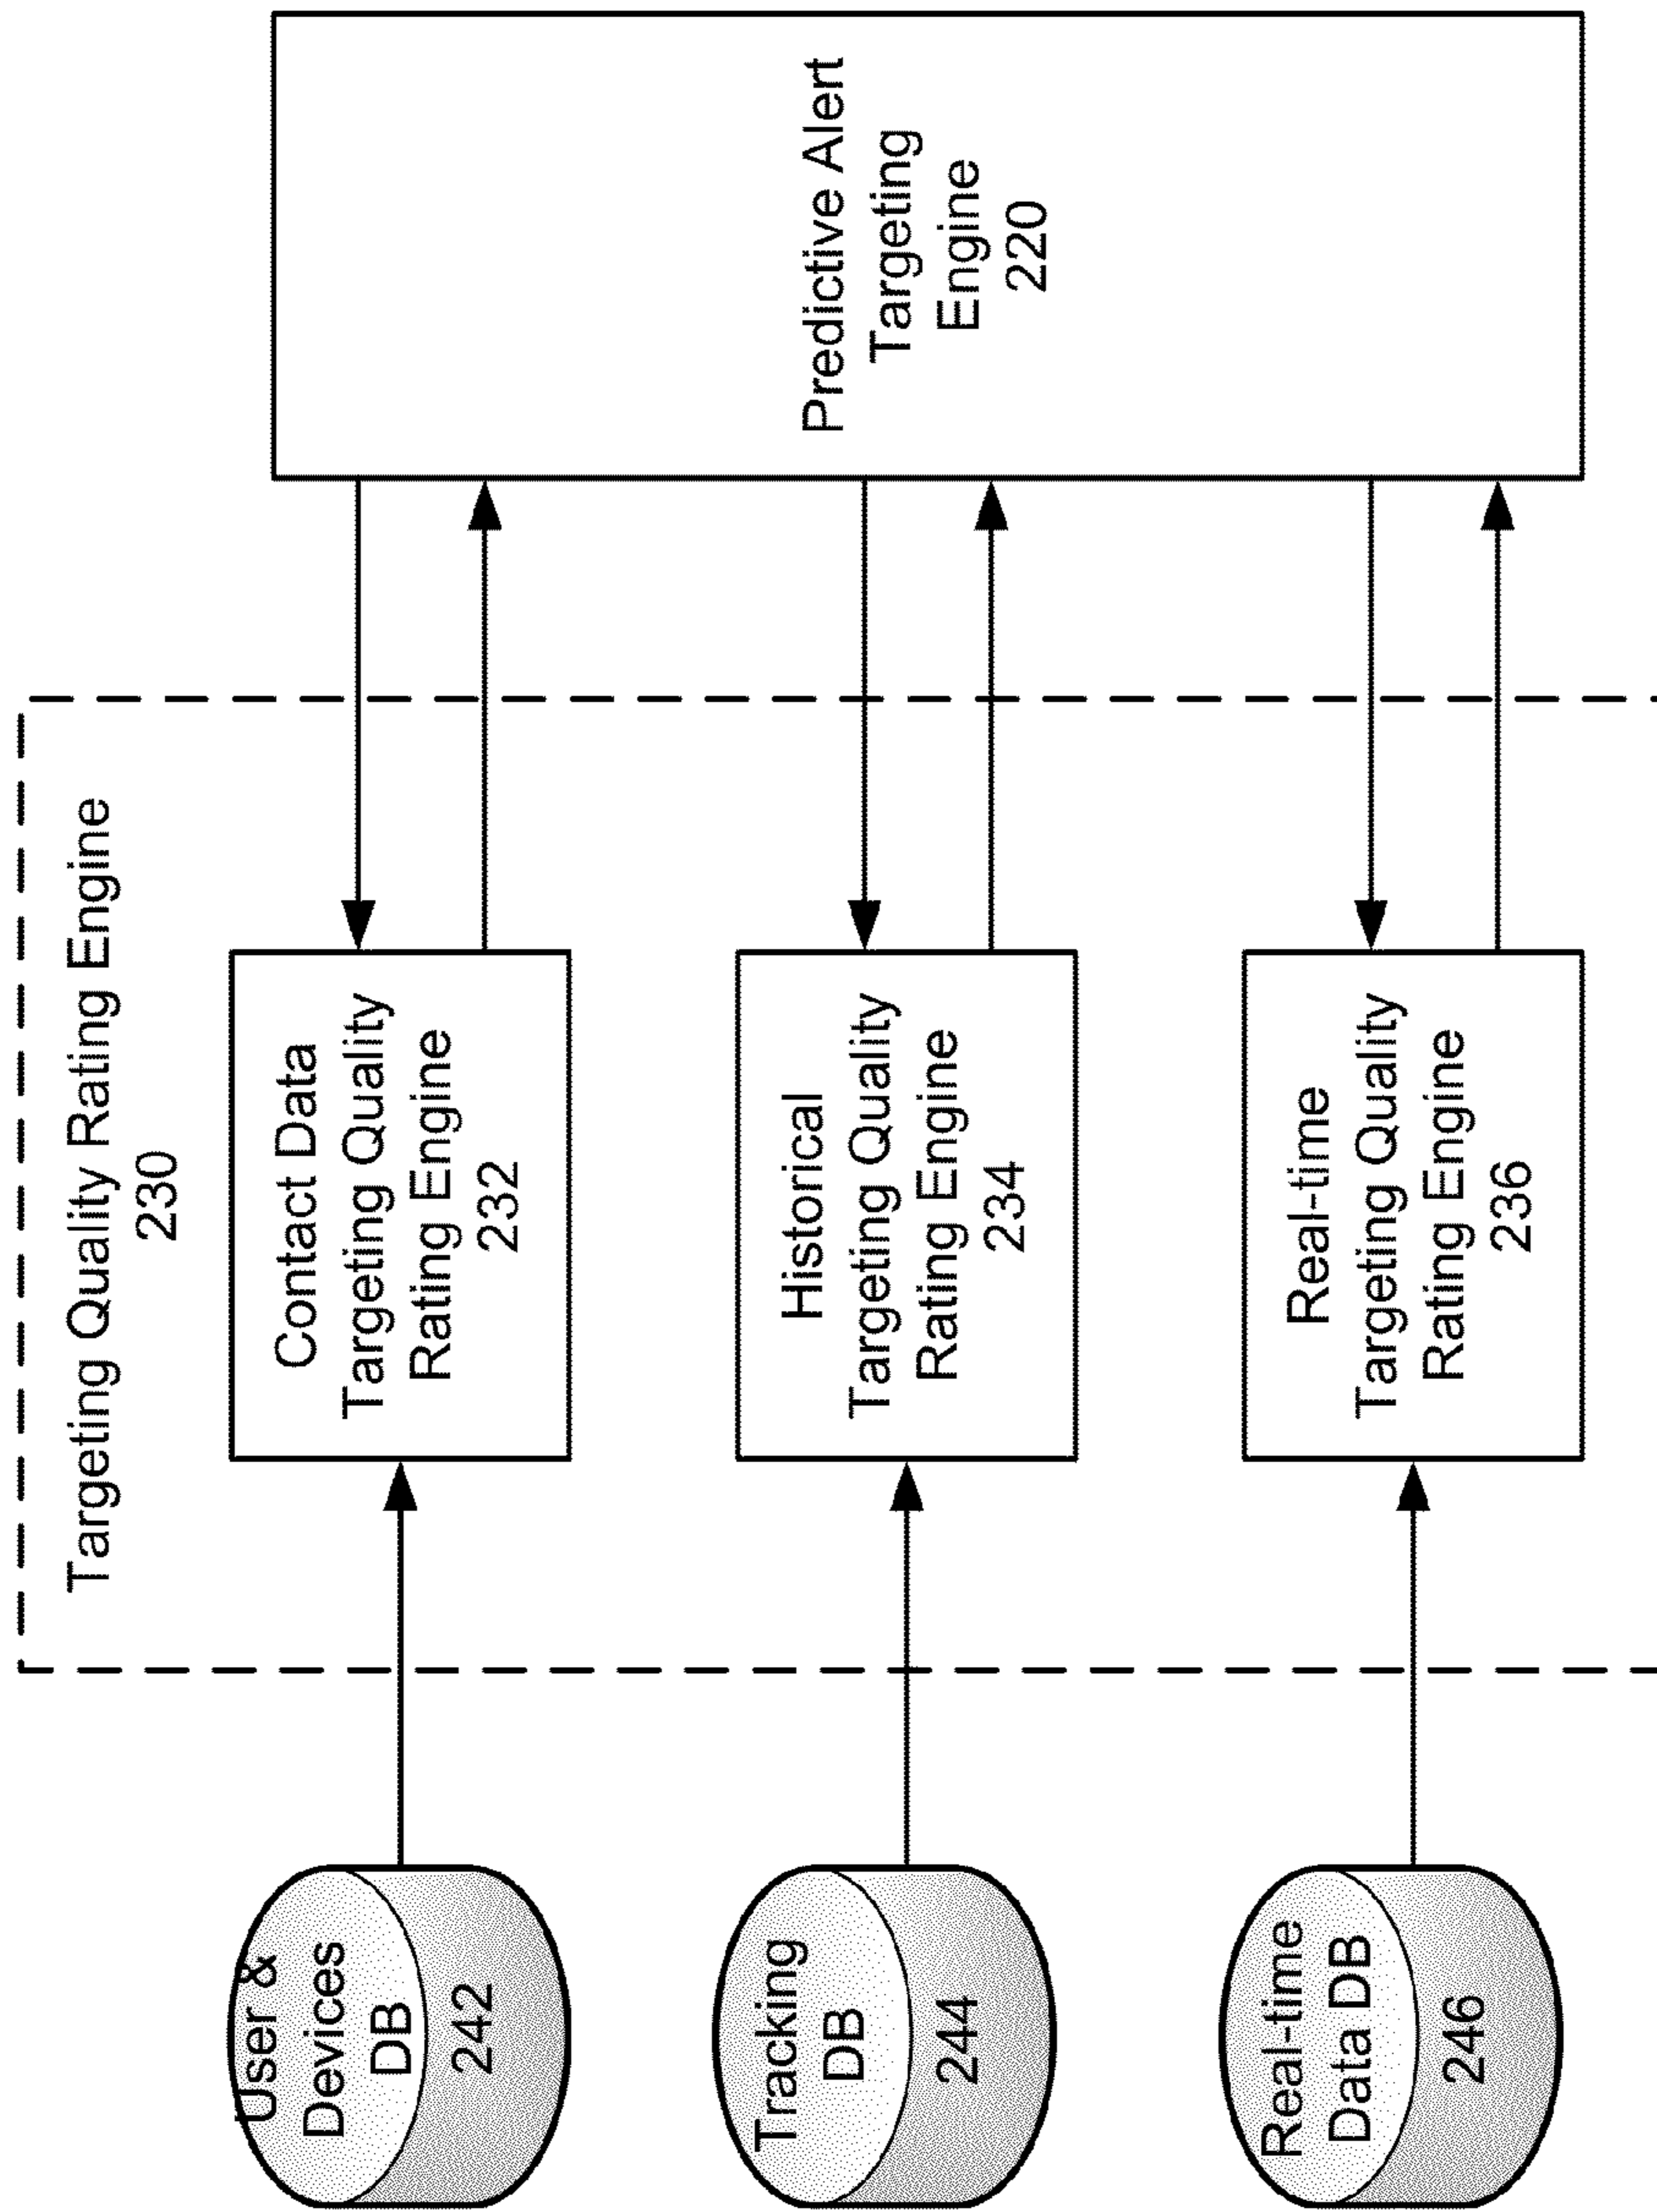 Targeting Quality Rating Engine
230
User &
Devices
DB
242
Contact Data
Targeting Quality
Rating Engine
232
Tracking
DB
244
Historical
Targeting Quality
Rating Engine
234
Real-time
Data DB
246
Real-time
Targeting Quality
Rating Engine
236
Predictive Alert
Targeting
Engine
220